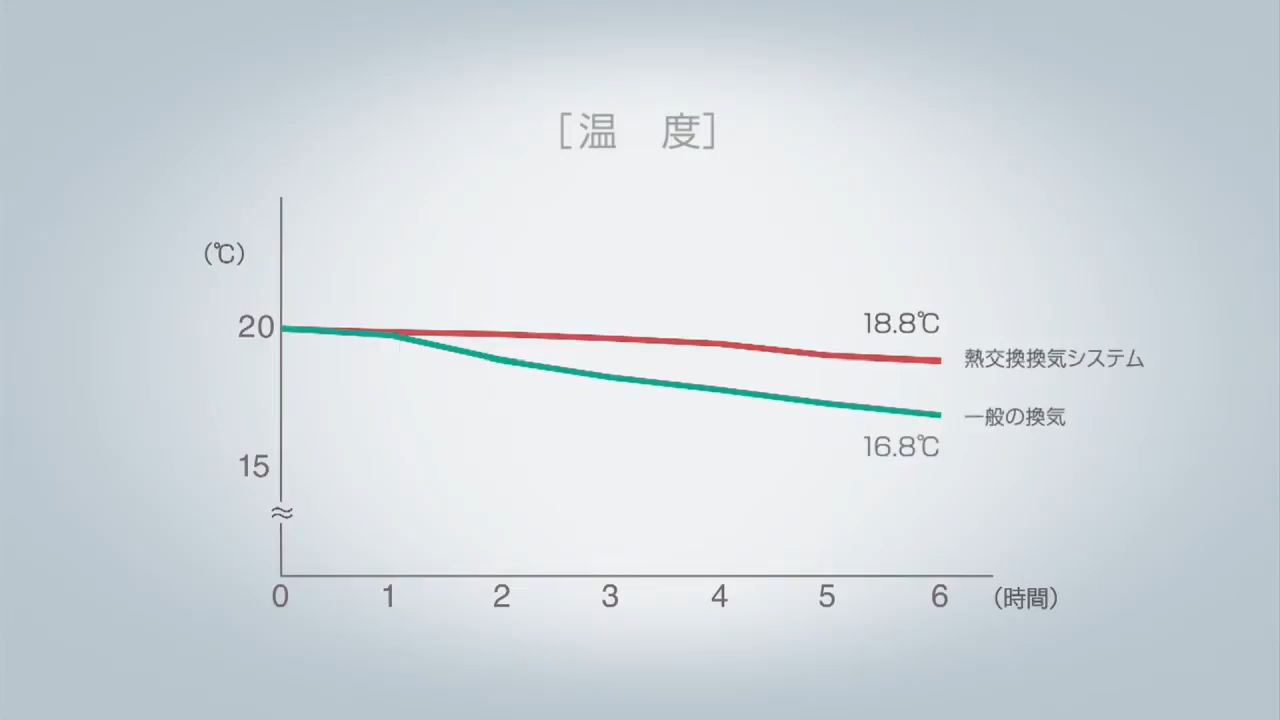 ［温　度］
（℃）
20
18.8℃
熱交換換気システム
一般の換気
16.8℃
15
0 1 2 3 4 5 6 （時間）